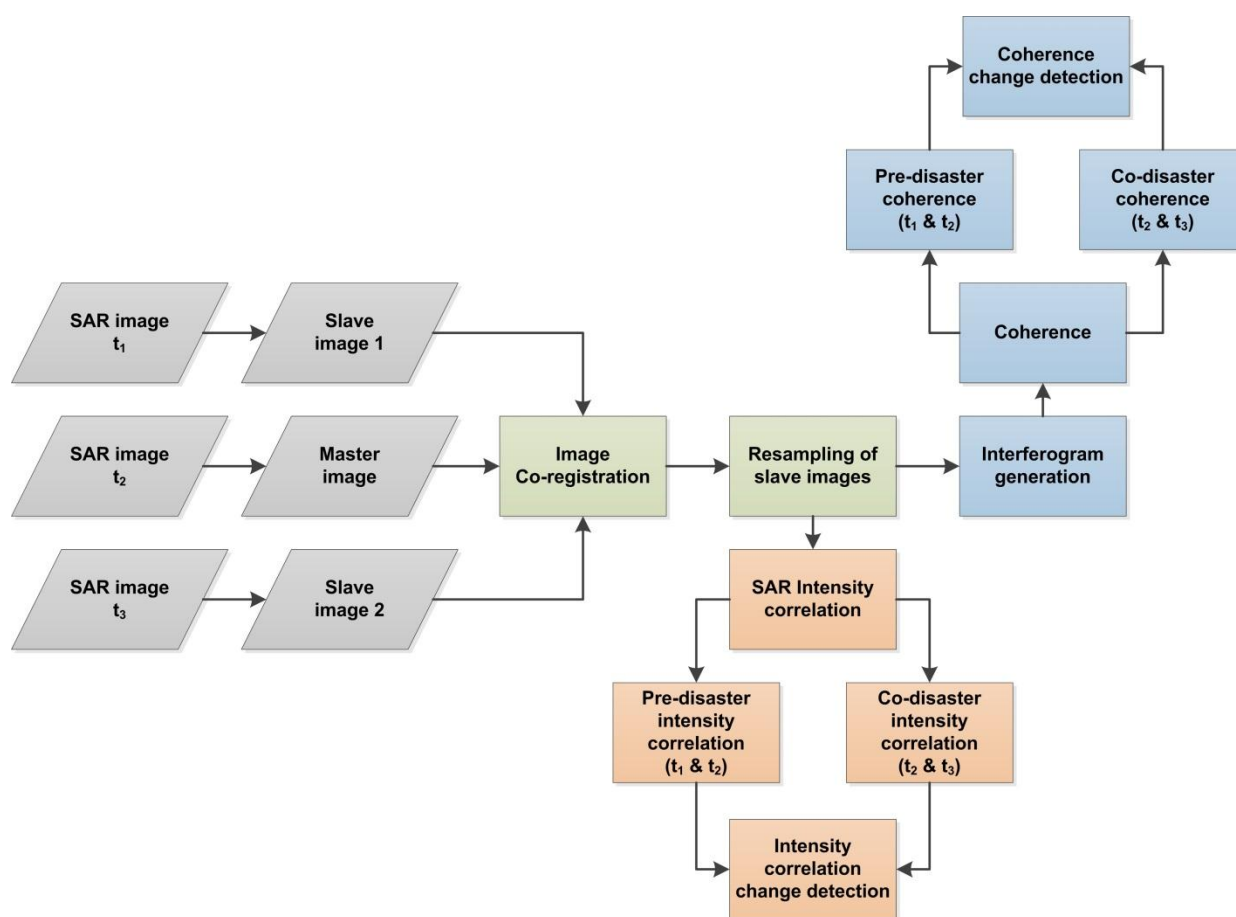 Coherence
change detection
Pre-disaster
coherence
(t₁ & t₂)
Co-disaster
coherence
(t₂ & t₃)
SAR image
t₁
Slave
image 1
Coherence
SAR image
t₂
Master
image
Image
Co-registration
Resampling of
slave images
Interferogram
generation
SAR image
t₃
Slave
image 2
SAR Intensity
correlation
Pre-disaster
intensity
correlation
(t₁ & t₂)
Co-disaster
intensity
correlation
(t₂ & t₃)
Intensity
correlation
change detection